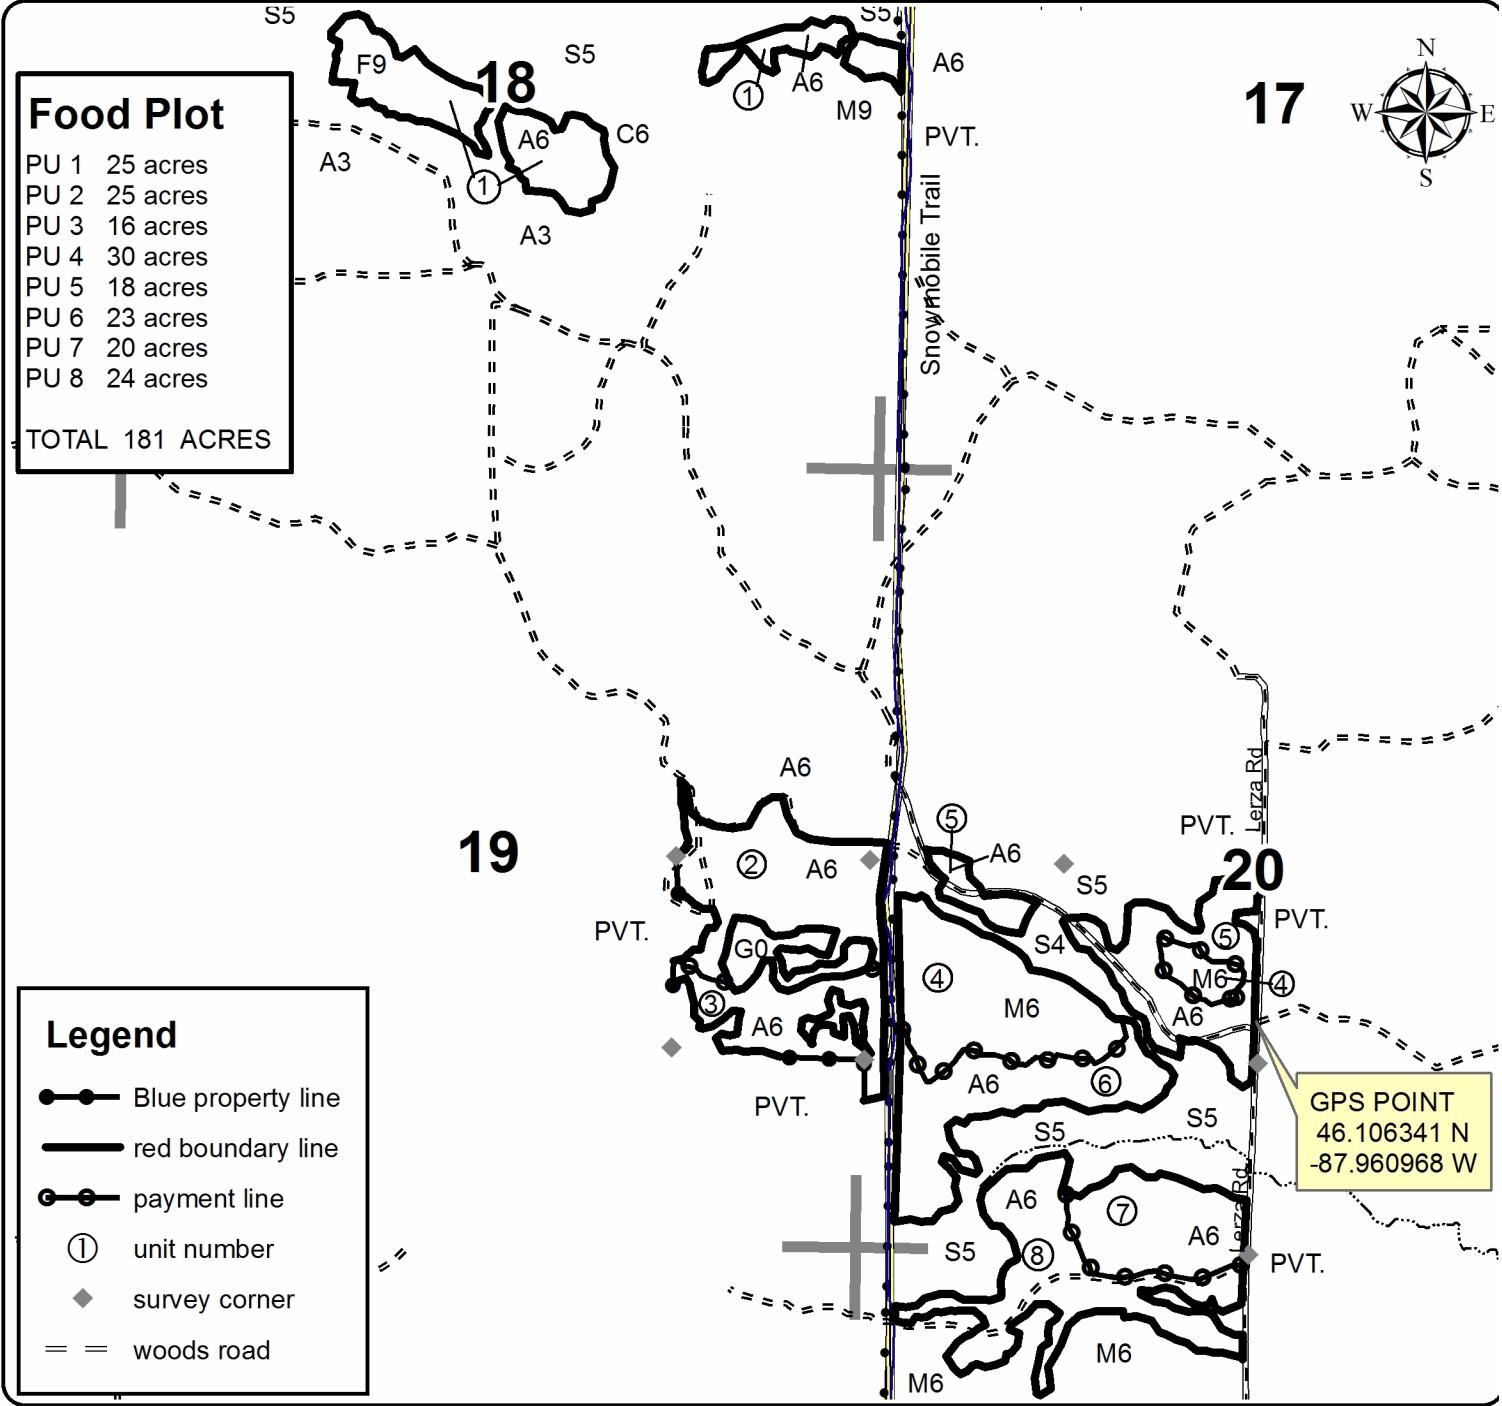 S5
S5
F9
18
S5
1
A6
M9
A6
PVT.
17
N
W
E
S
Food Plot
PU 1 25 acres
PU 2 25 acres
PU 3 16 acres
PU 4 30 acres
PU 5 18 acres
PU 6 23 acres
PU 7 20 acres
PU 8 24 acres
TOTAL 181 ACRES
A3
A6
C6
1
A3
Snowmobile Trail
Lerza Rd
A6
19
2
A6
PVT.
G0
3
A6
PVT.
5
A6
S5
PVT.
20
PVT.
S4
5
M6
4
A6
4
M6
A6
6
S5
S5
GPS POINT
46.106341 N
-87.960968 W
Lerza Rd
A6
7
A6
S5
8
PVT.
M6
M6
Legend
Blue property line
red boundary line
payment line
1 unit number
survey corner
woods road